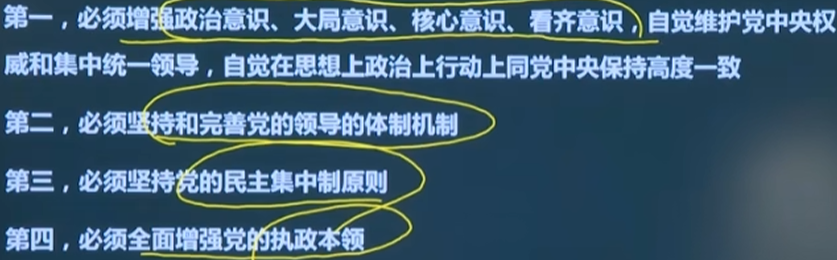 第一，必须增强政治意识、大局意识、核心意识、看齐意识，自觉维护党中央权
威和集中统一领导，自觉在思想上政治上行动上同党中央保持高度一致
第二，必须坚持和完善党的领导的体制机制
第三，必须坚持党的民主集中制原则
第四，必须全面增强党的执政本领